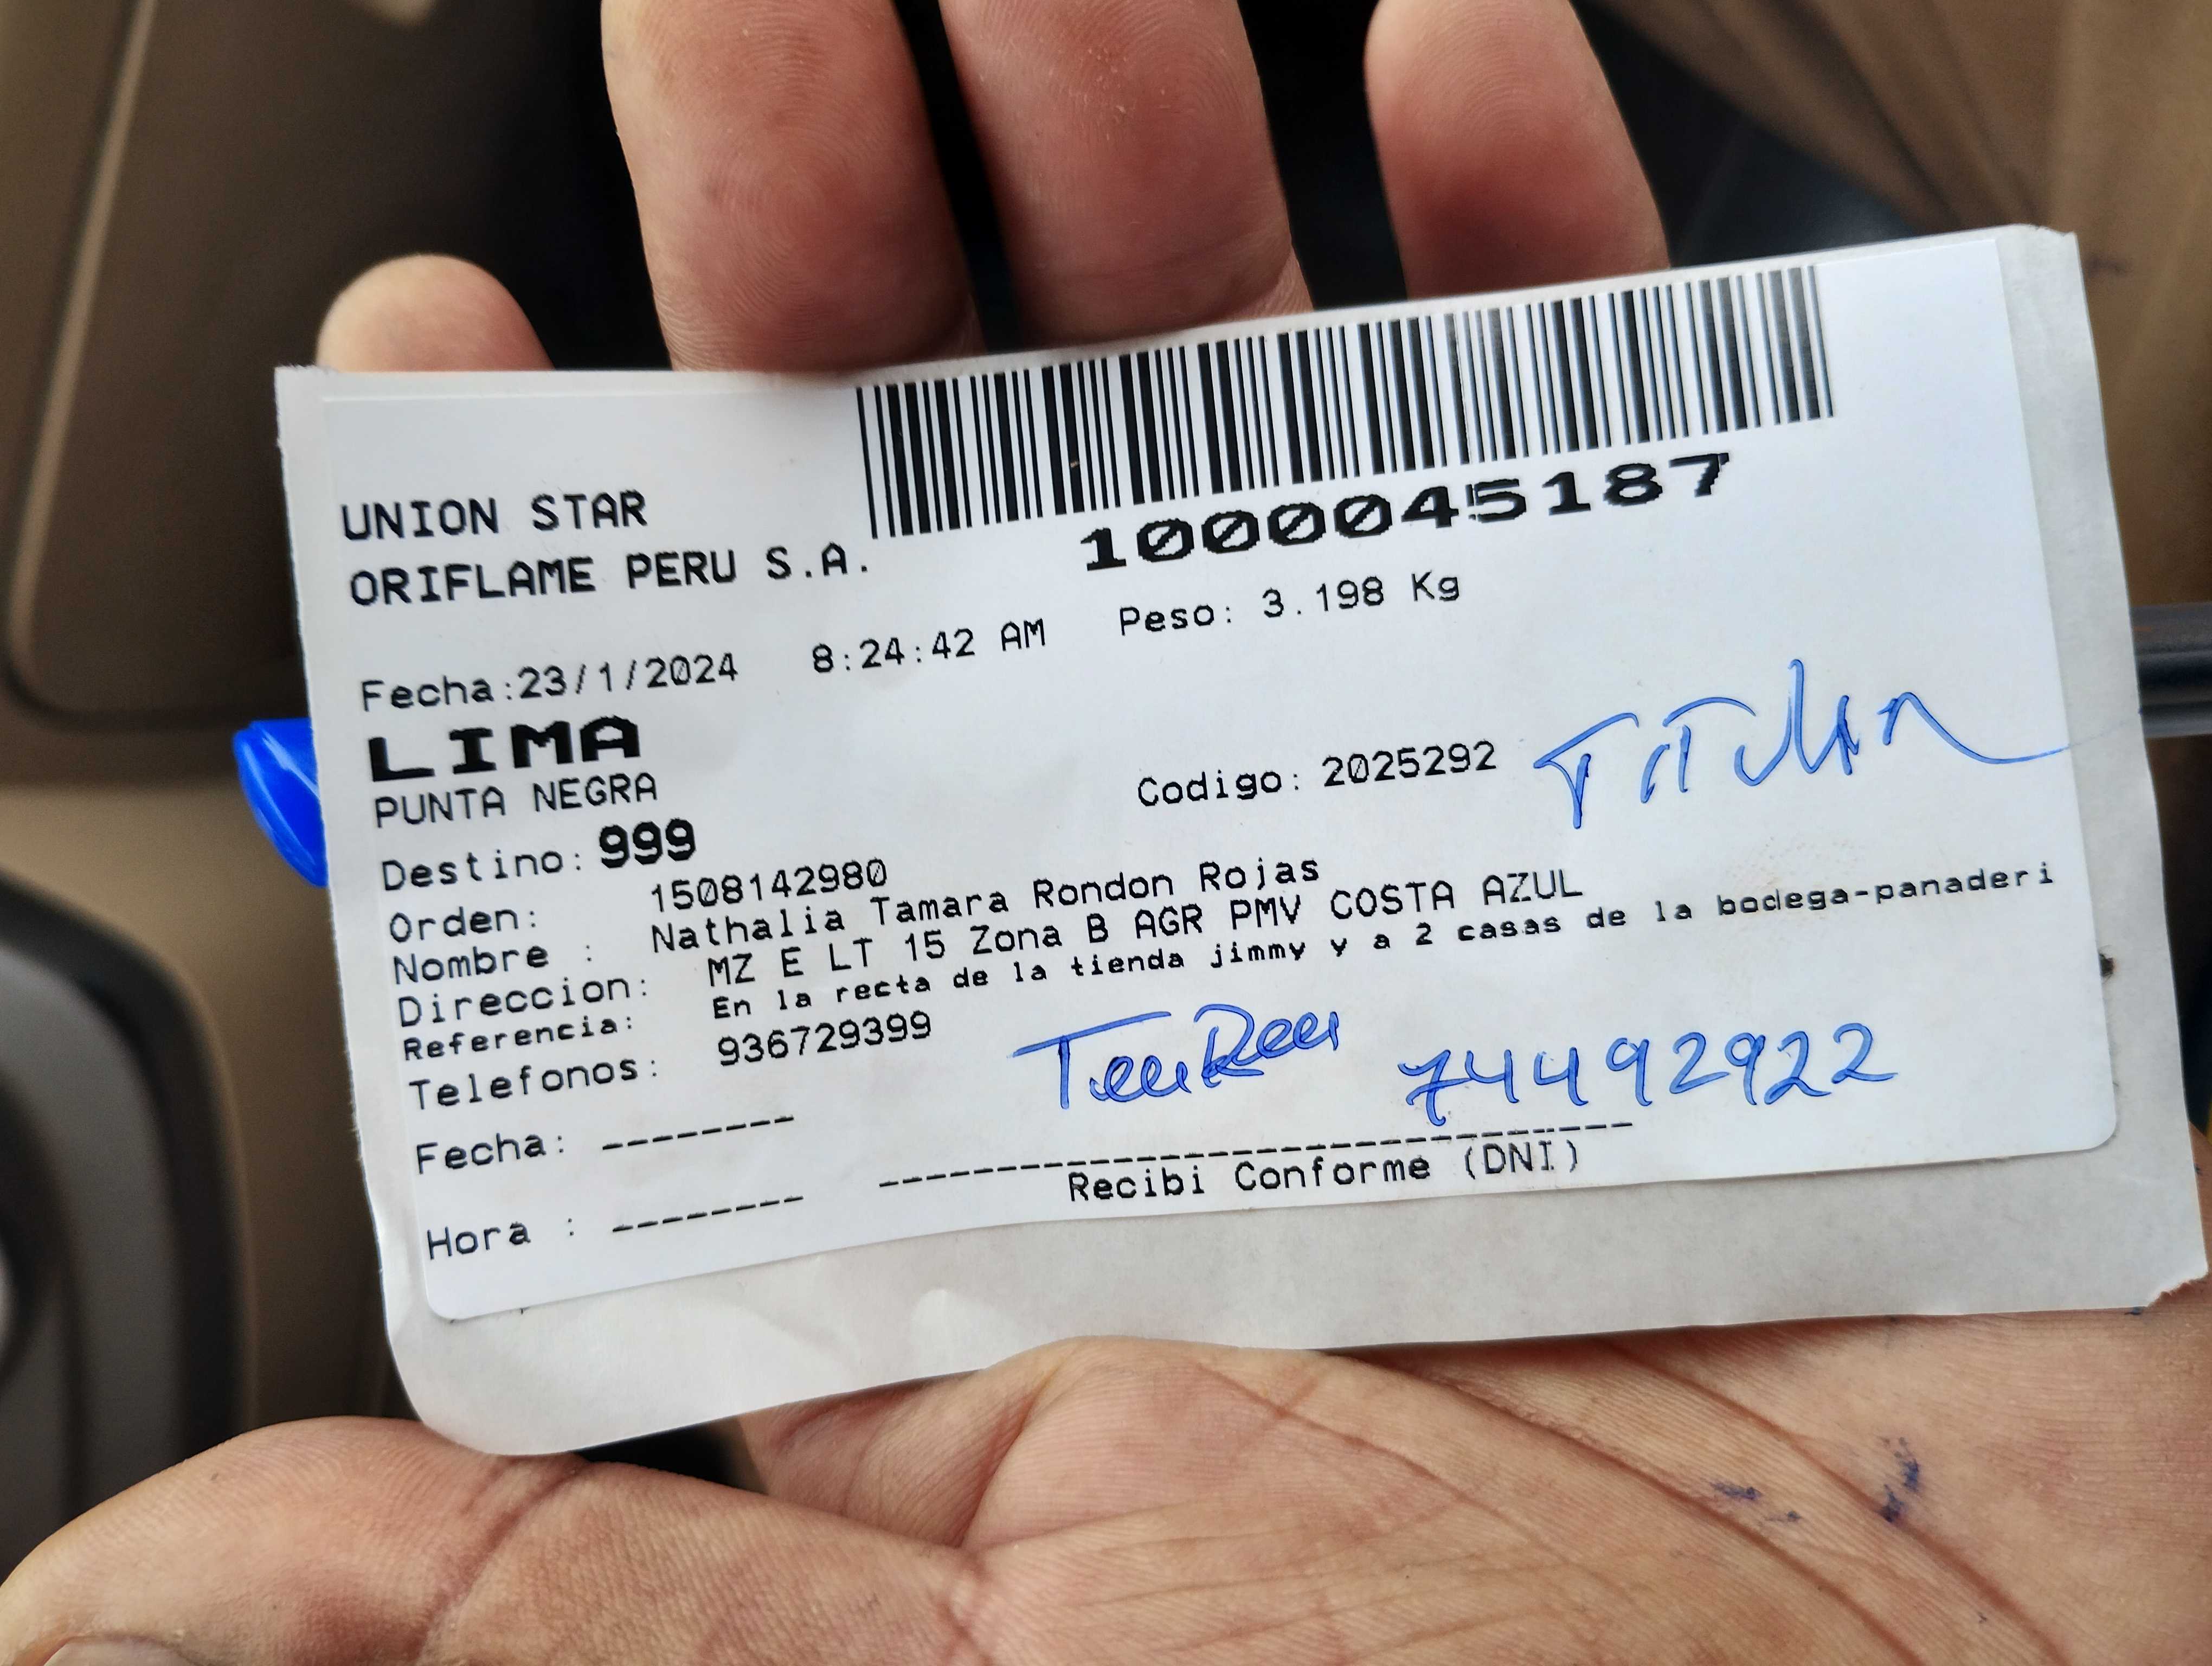 1000045187
UNION STAR
ORIFLAME PERU S.A.
Fecha:23/1/2024 8:24:42 AM Peso: 3.198 Kg
LIMA
PUNTA NEGRA
Codigo: 2025292
Destino: 999
Orden: 1508142980
Nombre : Nathalia Tamara Rondon Rojas
Direccion: MZ E LT 15 Zona B AGR PMV COSTA AZUL
Referencia: En la recta de la tienda jimmy y a 2 casas de la bodega-panaderi
Telefonos: 936729399
74492922
Fecha: --------
Recibi Conforme (DNI)
Hora : --------